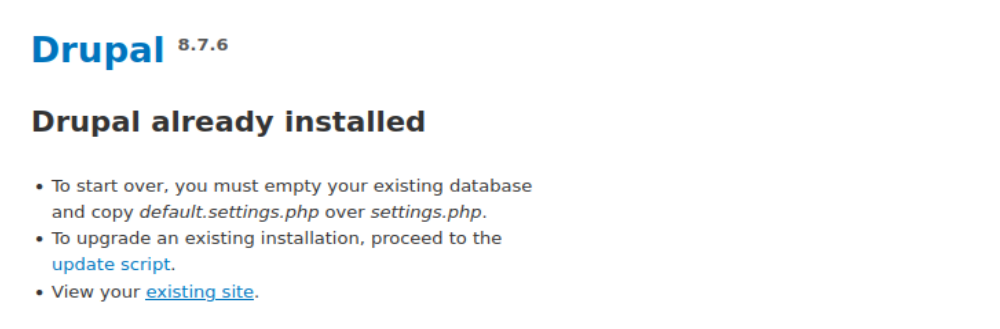 Drupal 8.7.6
Drupal already installed
• To start over, you must empty your existing database
and copy default.settings.php over settings.php.
• To upgrade an existing installation, proceed to the
update script.
• View your existing site.